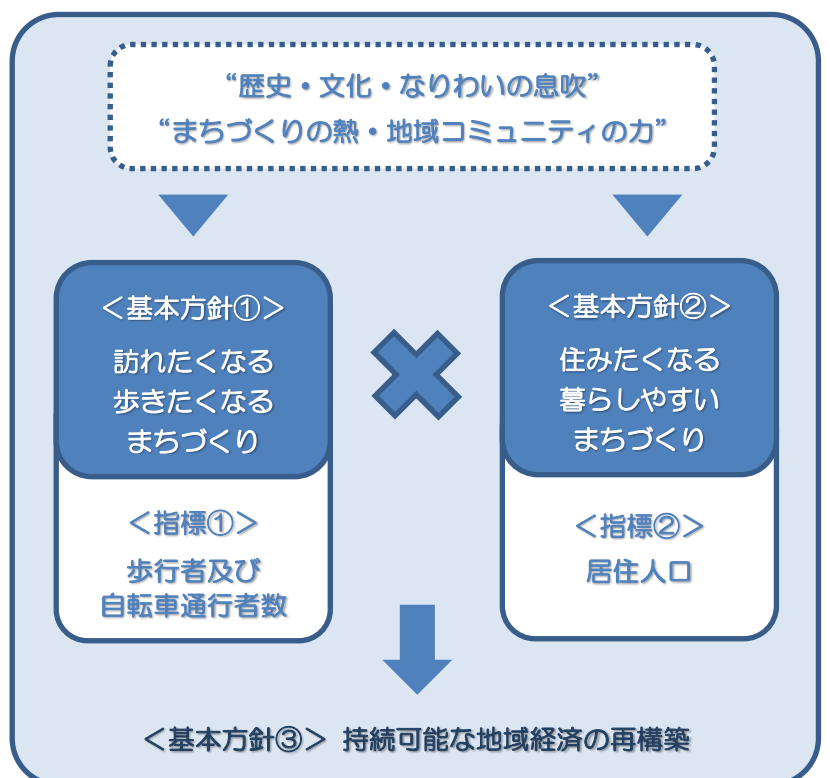 “歴史・文化・なりわいの息吹”
“まちづくりの熱・地域コミュニティの力”
＜基本方針①＞
訪れたくなる
歩きたくなる
まちづくり
＜指標①＞
歩行者及び
自転車通行者数
＜基本方針②＞
住みたくなる
暮らしやすい
まちづくり
＜指標②＞
居住人口
＜基本方針③＞ 持続可能な地域経済の再構築